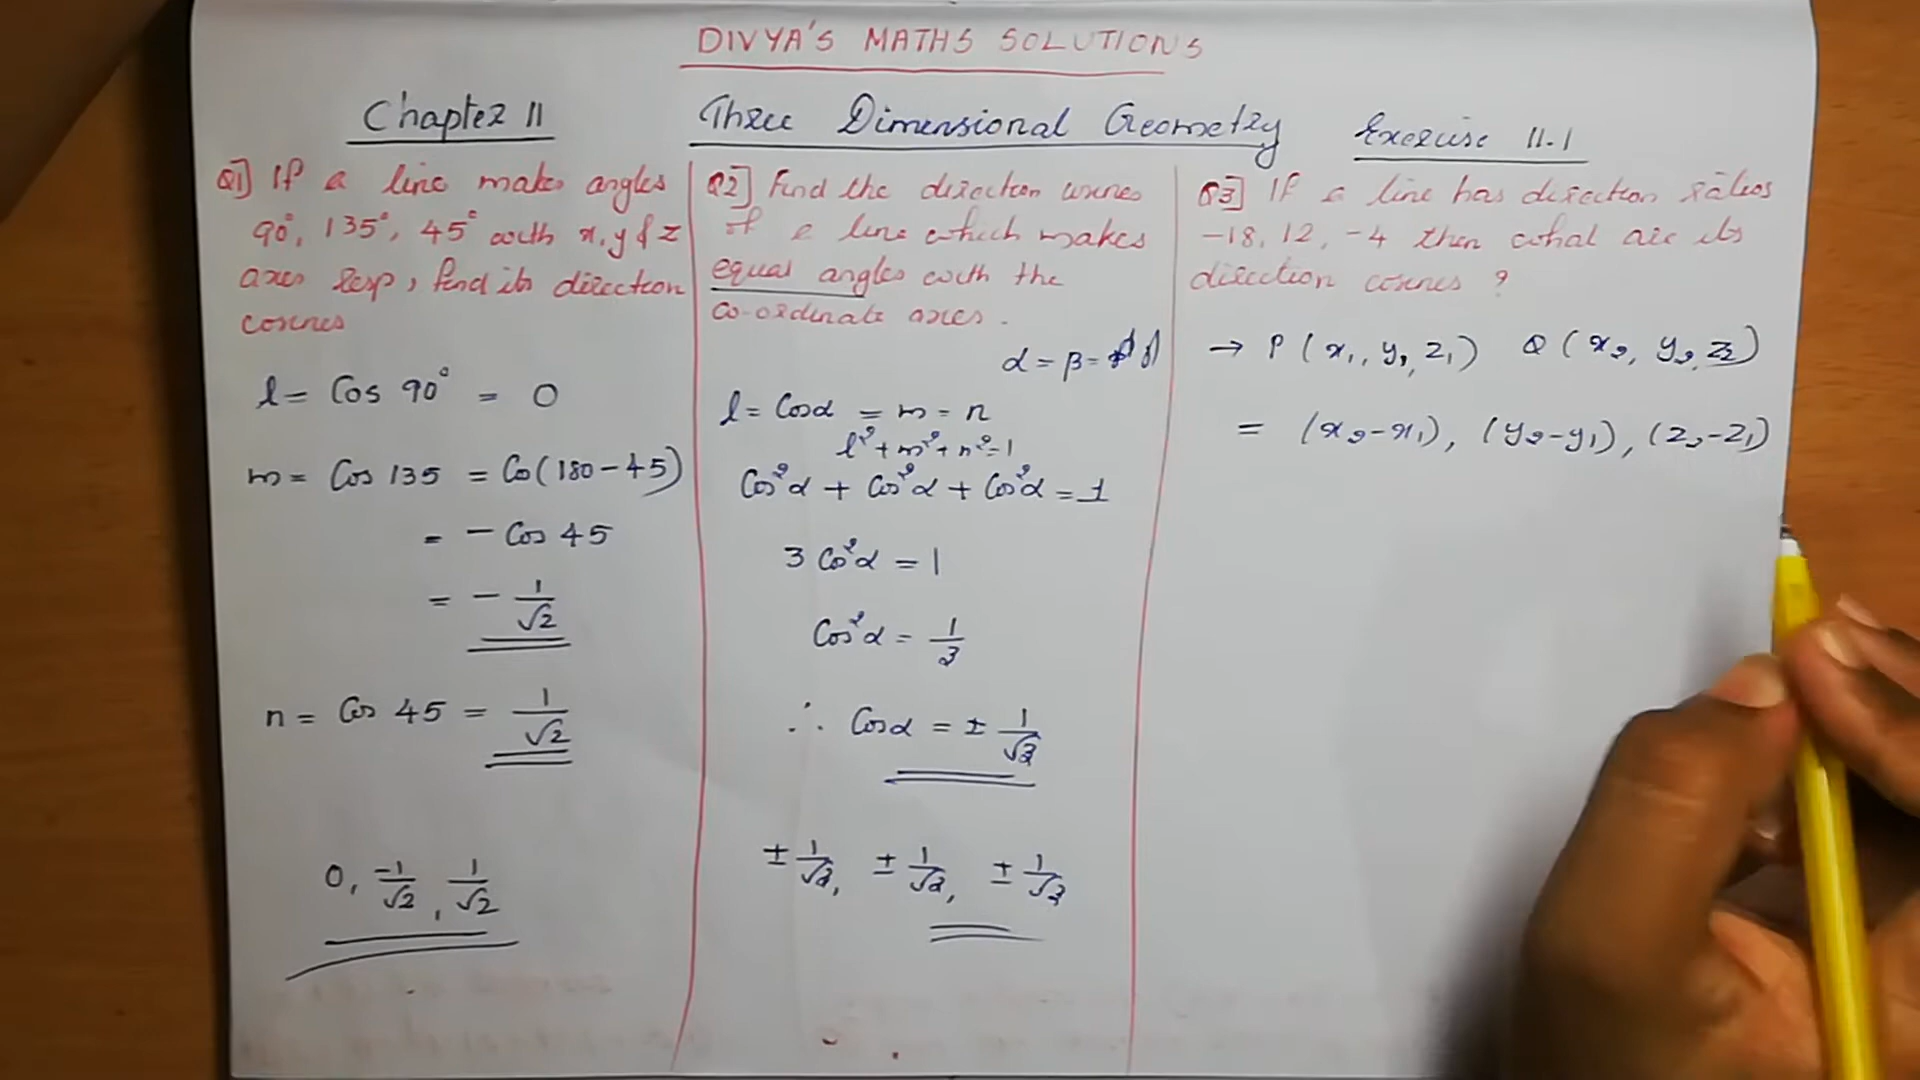 DIVYA'S MATHS SOLUTIONS
Chapter 11
Three Dimensional Geometry
Exercise 11.1
Q1] If a line makes angles
90°, 135°, 45° with x, y & z
axes resp, find its direction
cosines
l = Cos 90° = 0
m = Cos 135 = Co(180-45)
= - Cos 45
= - 1/√2
n = Cos 45 = 1/√2
0, -1/√2, 1/√2
Q2] Find the direction cosines
of a line which makes
equal angles with the
co-ordinate axes.
α = β =
l = Cosα = m = n
l² + m² + n² = 1
Cos²α + Cos²α + Cos²α = 1
3 Cos²α = 1
Cos²α = 1/3
∴ Cosα = ± 1/√3
± 1/√3, ± 1/√3, ± 1/√3
Q3] If a line has direction ratios
-18, 12, -4 then what are its
direction cosines ?
→ P(x₁, y₁, z₁) Q(x₂, y₂, z₂)
= (x₂-x₁), (y₂-y₁), (z₂-z₁)